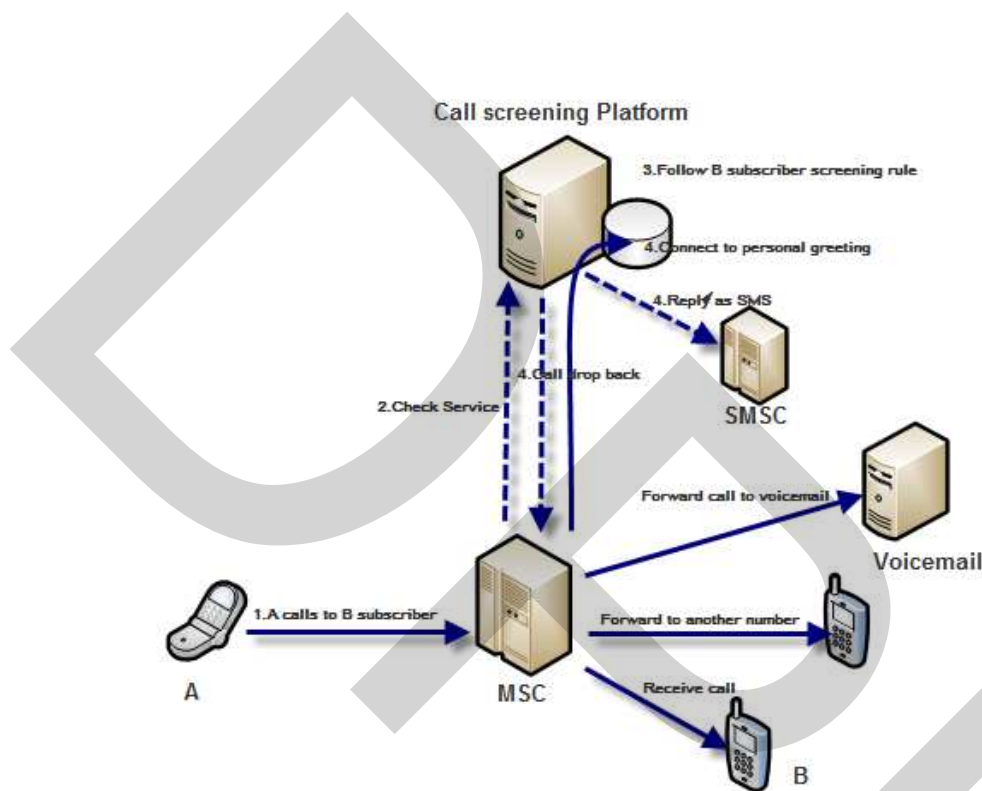 Call screening Platform
3.Follow B subscriber screening rule
4.Connect to personal greeting
4.Reply as SMS
4.Call drop back
2.Check Service
SMSC
Forward call to voicemail
Voicemail
1.A calls to B subscriber
Forward to another number
A
MSC
Receive call
B